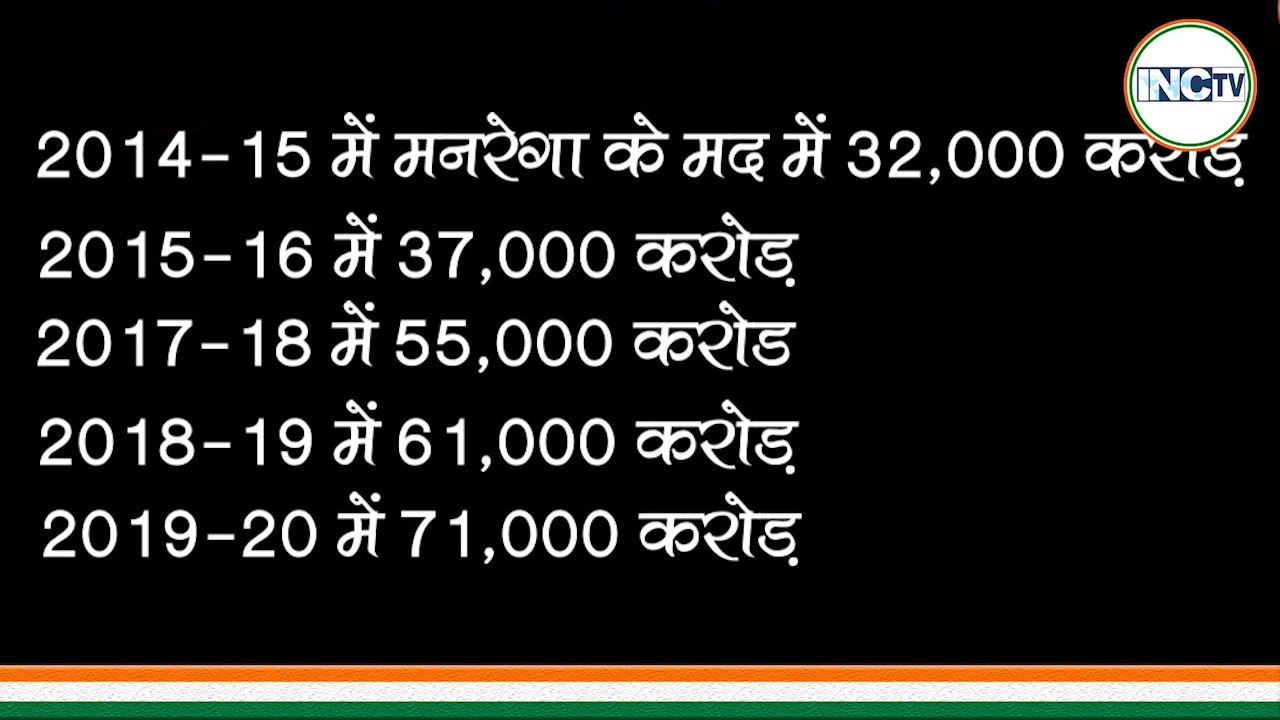 INCTV
2014-15 में मनरेगा के मद में 32,000 करोड़
2015-16 में 37,000 करोड़
2017-18 में 55,000 करोड
2018-19 में 61,000 करोड़
2019-20 में 71,000 करोड़